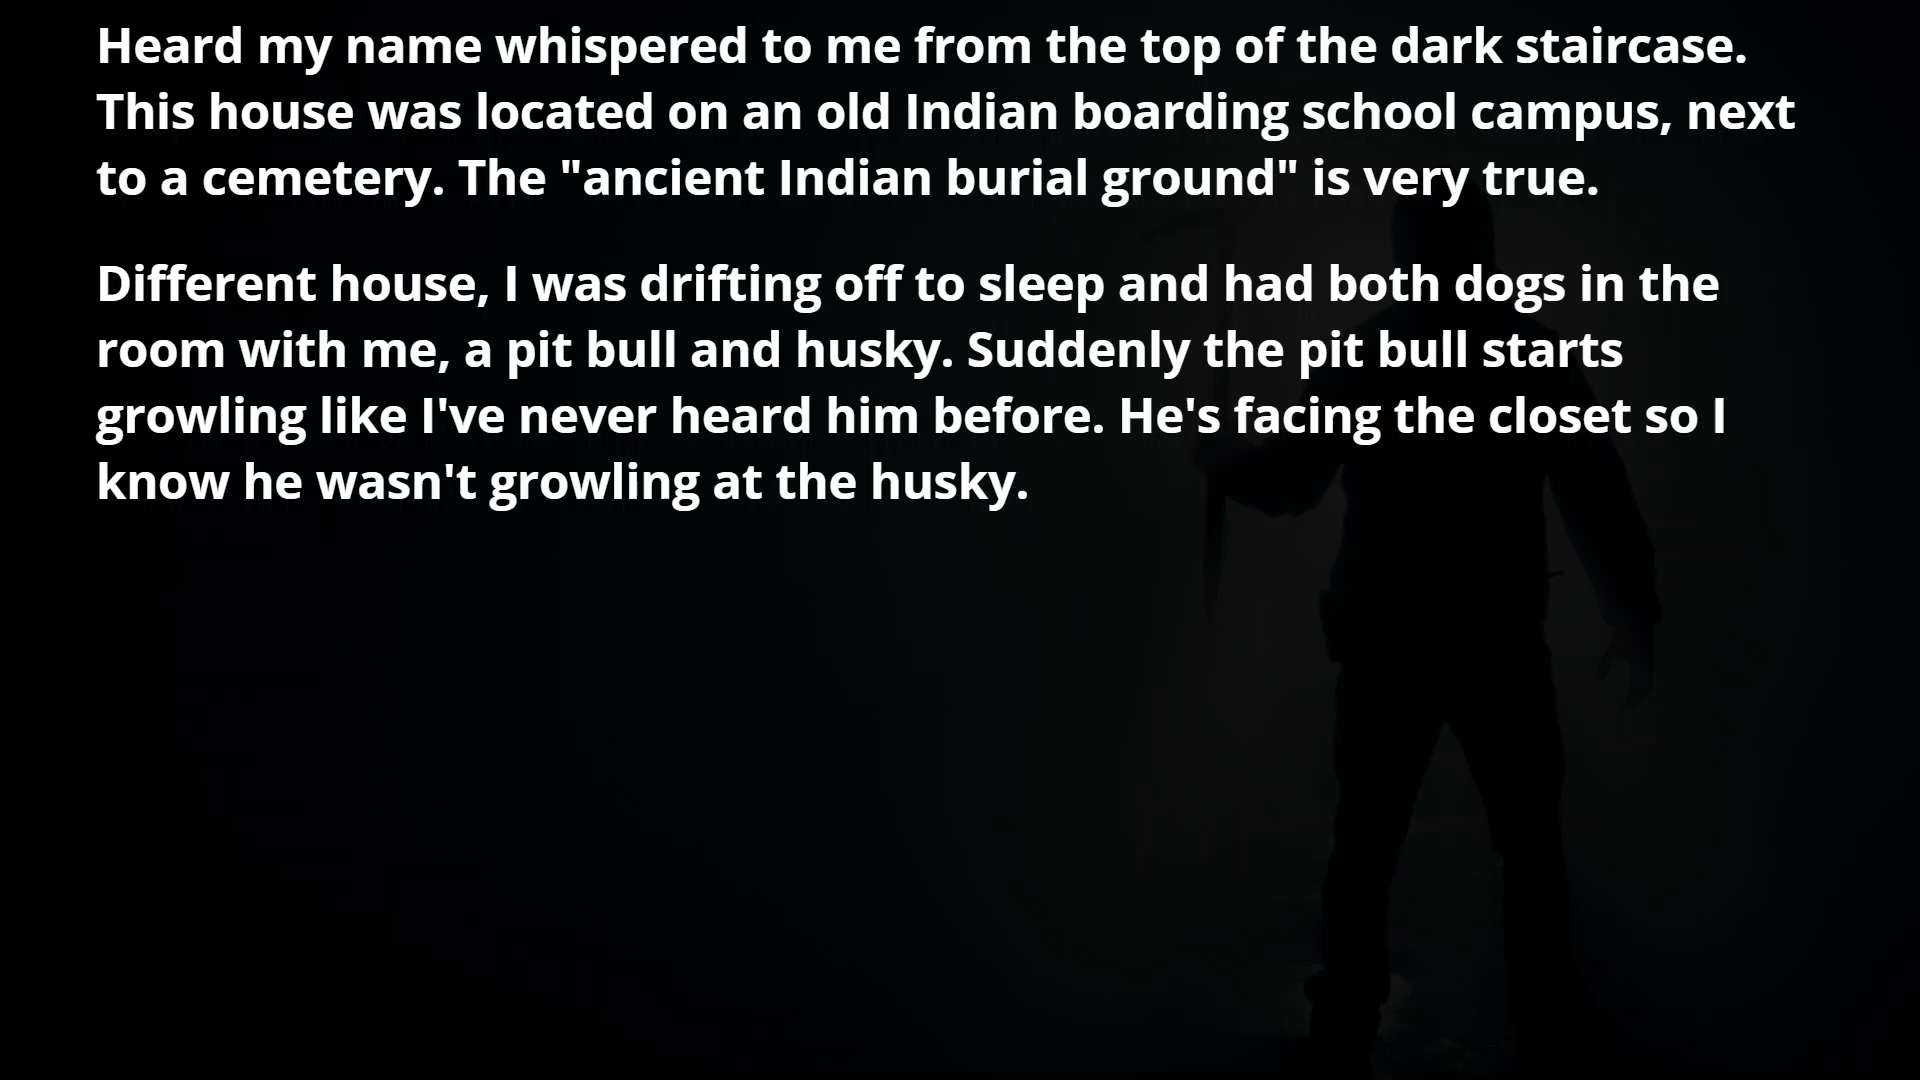 Heard my name whispered to me from the top of the dark staircase.
This house was located on an old Indian boarding school campus, next
to a cemetery. The "ancient Indian burial ground" is very true.
Different house, I was drifting off to sleep and had both dogs in the
room with me, a pit bull and husky. Suddenly the pit bull starts
growling like I've never heard him before. He's facing the closet so I
know he wasn't growling at the husky.